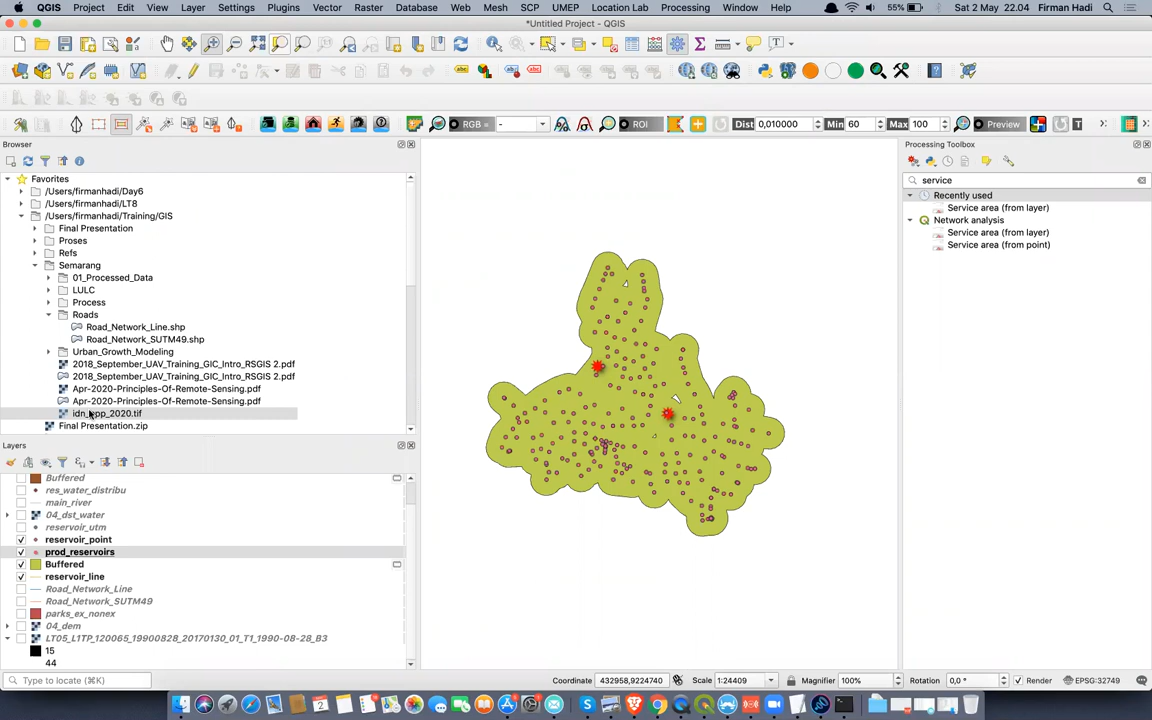 QGIS Project Edit View Layer Settings Plugins Vector Raster Database Web Mesh SCP UMEP Location Lab Processing Window Help 55% Sat 2 May 22.04 Firman Hadi
*Untitled Project - QGIS
RGB = - ROI Dist 0,010000 Min 60 Max 100 Preview T
Browser
Favorites
/Users/firmanhadi/Day6
/Users/firmanhadi/LT8
/Users/firmanhadi/Training/GIS
Final Presentation
Proses
Refs
Semarang
01_Processed_Data
LULC
Process
Roads
Road_Network_Line.shp
Road_Network_SUTM49.shp
Urban_Growth_Modeling
2018_September_UAV_Training_GIC_Intro_RSGIS 2.pdf
2018_September_UAV_Training_GIC_Intro_RSGIS 2.pdf
Apr-2020-Principles-Of-Remote-Sensing.pdf
Apr-2020-Principles-Of-Remote-Sensing.pdf
Final Presentation.zip
Layers
Buffered
res_water_distribu
main_river
04_dst_water
reservoir_utm
reservoir_point
prod_reservoirs
Buffered
reservoir_line
Road_Network_Line
Road_Network_SUTM49
parks_ex_nonex
04_dem
LT05_L1TP_120065_19900828_20170130_01_T1_1990-08-28_B3
15
44
Processing Toolbox
service
Recently used
Service area (from layer)
Network analysis
Service area (from layer)
Service area (from point)
Type to locate (⌘K)
Coordinate 432958,9224740 Scale 1:24409 Magnifier 100% Rotation 0,0 ° Render EPSG:32749